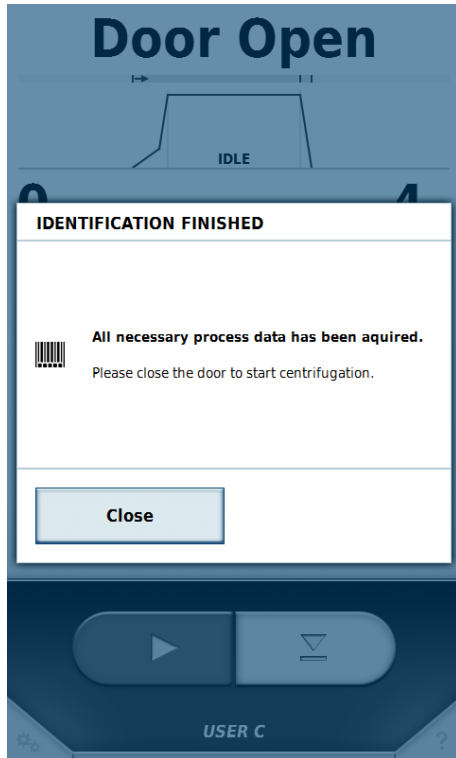 Door Open
IDLE
0 4
IDENTIFICATION FINISHED
All necessary process data has been aquired.
Please close the door to start centrifugation.
Close
USER C
?